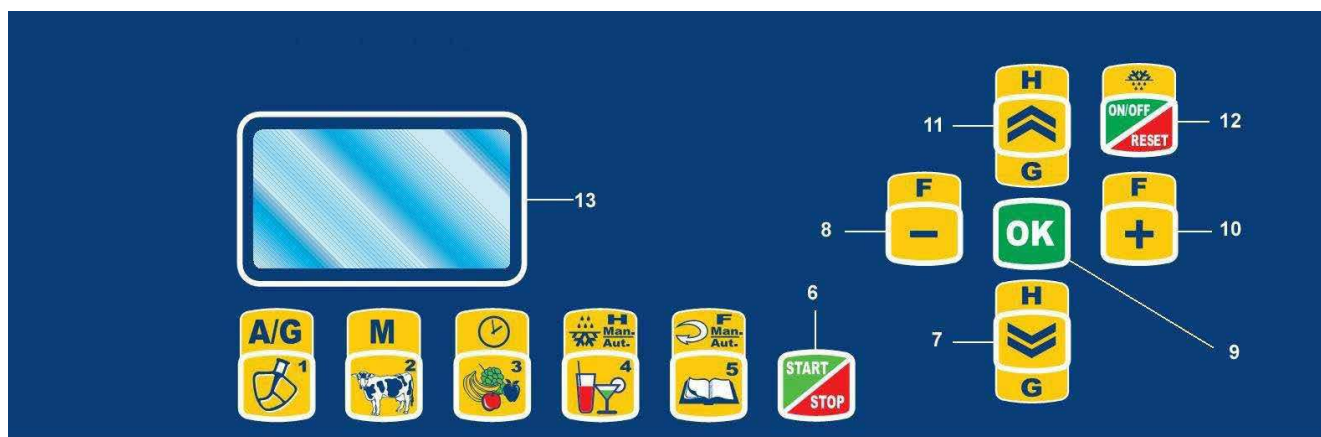 H
ON/OFF
RESET
11
12
G
F
F
13
8
-
OK
+
10
6
H
A/G
M
H
Man.
Aut.
F
Man.
Aut.
7
9
1
2
3
4
5
START
STOP
G